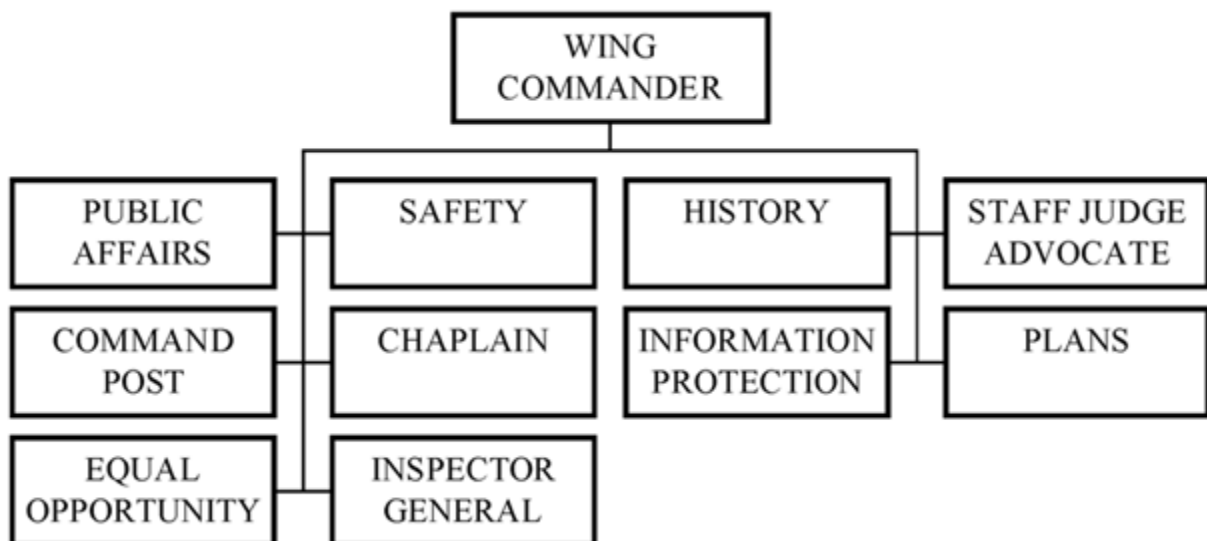 WING
COMMANDER
PUBLIC
AFFAIRS
SAFETY
HISTORY
STAFF JUDGE
ADVOCATE
COMMAND
POST
CHAPLAIN
INFORMATION
PROTECTION
PLANS
EQUAL
OPPORTUNITY
INSPECTOR
GENERAL